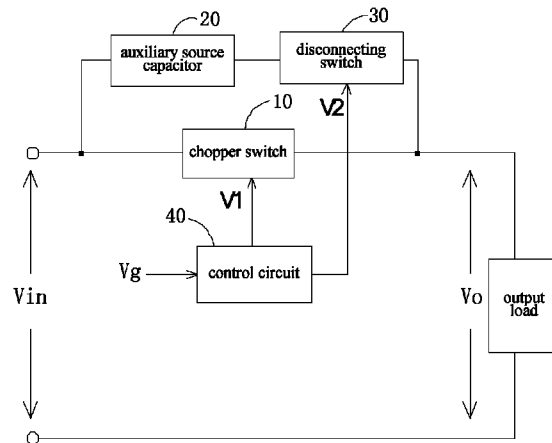 20
30
auxiliary source
capacitor
disconnecting
switch
10
V2
chopper switch
V1
40
Vg
control circuit
Vin
Vo
output
load